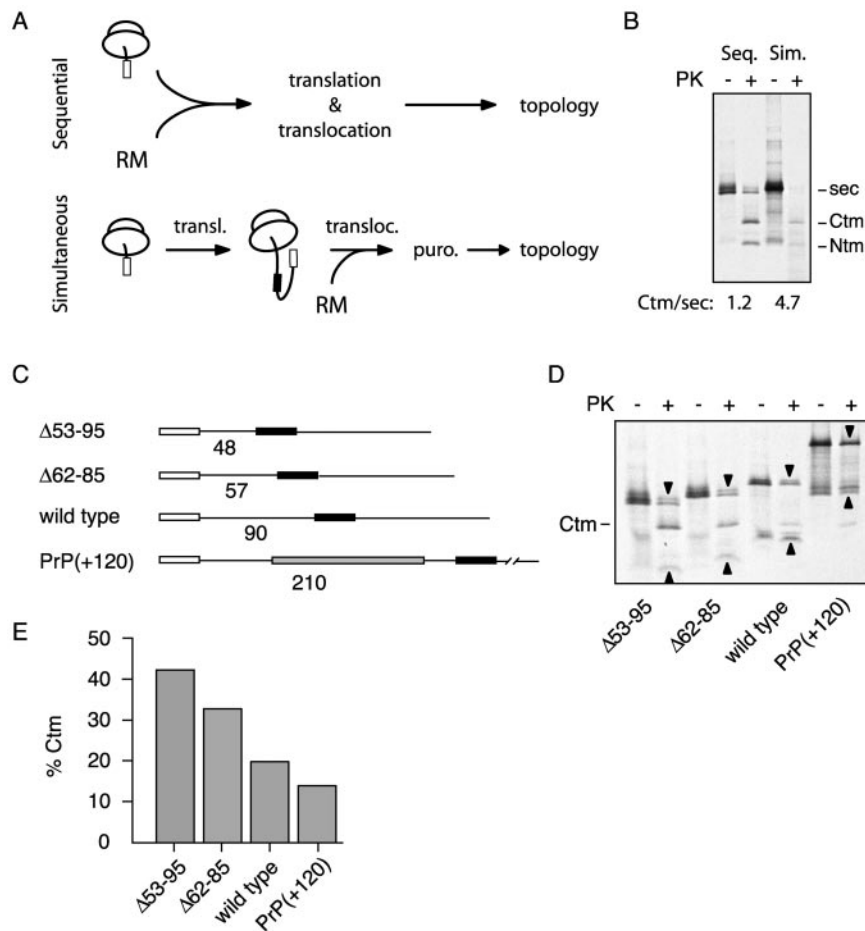 A
Sequential
RM
translation
&
translocation
topology
Simultaneous
transl.
transloc.
RM
puro.
topology
B
Seq. Sim.
PK - + - +
sec
Ctm
Ntm
Ctm/sec: 1.2 4.7
C
Δ53-95
48
Δ62-85
57
wild type
90
PrP(+120)
210
D
PK - + - + - + - +
Ctm
Δ53-95
Δ62-85
wild type
PrP(+120)
E
% Ctm
50
40
30
20
10
0
Δ53-95
Δ62-85
wild type
PrP(+120)